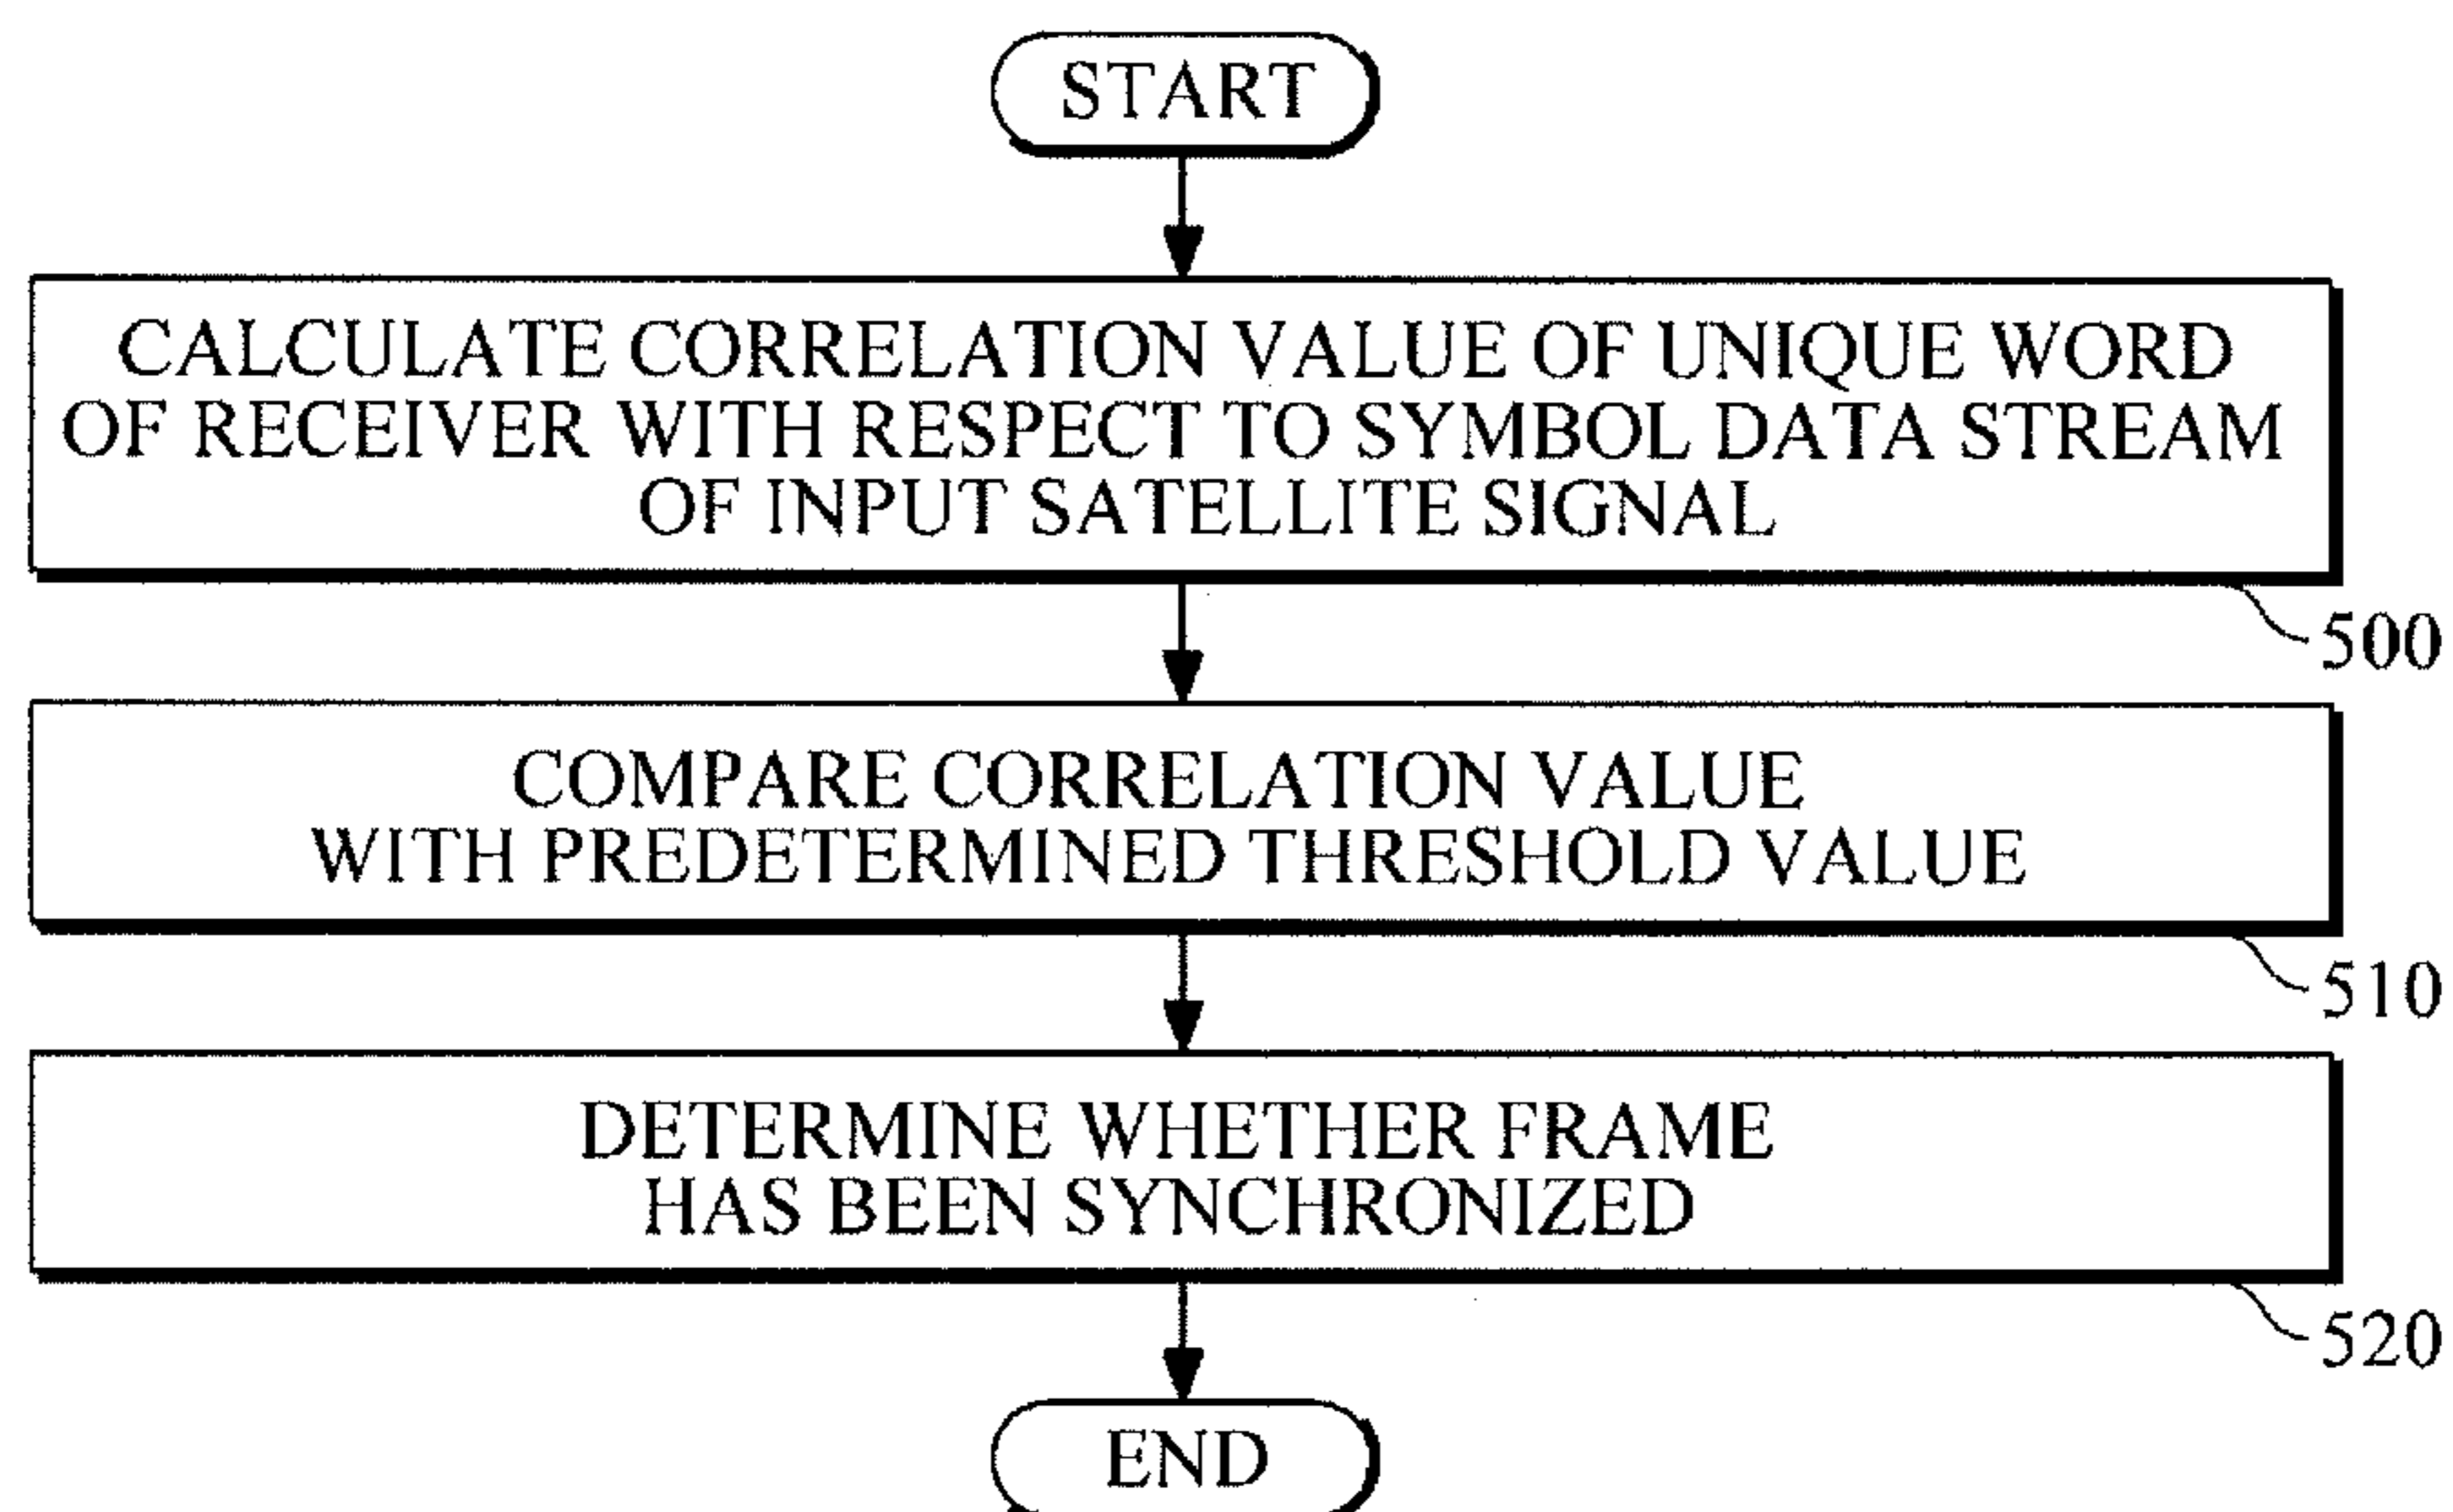 START
CALCULATE CORRELATION VALUE OF UNIQUE WORD
OF RECEIVER WITH RESPECT TO SYMBOL DATA STREAM
OF INPUT SATELLITE SIGNAL
500
COMPARE CORRELATION VALUE
WITH PREDETERMINED THRESHOLD VALUE
510
DETERMINE WHETHER FRAME
HAS BEEN SYNCHRONIZED
520
END